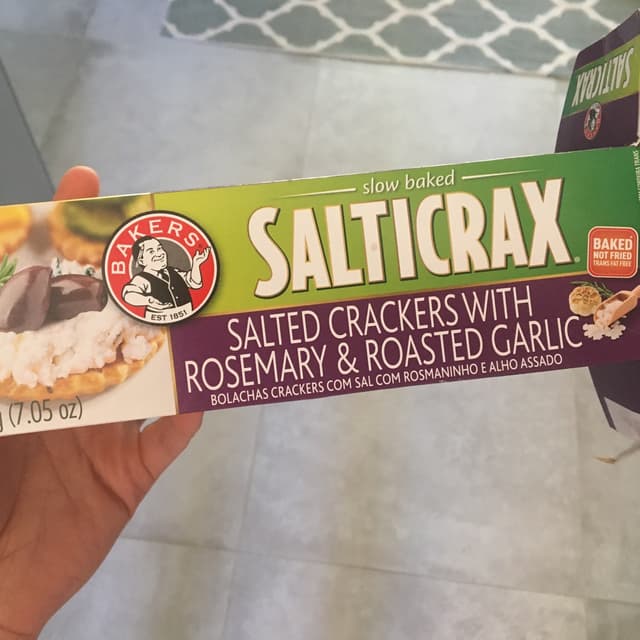 slow baked
BAKERS
EST 1851
SALTICRAX
BAKED
NOT FRIED
TRANS FAT FREE
SALTED CRACKERS WITH
ROSEMARY & ROASTED GARLIC
BOLACHAS CRACKERS COM SAL COM ROSMANINHO E ALHO ASSADO
(7.05 oz)
SALTICRAX